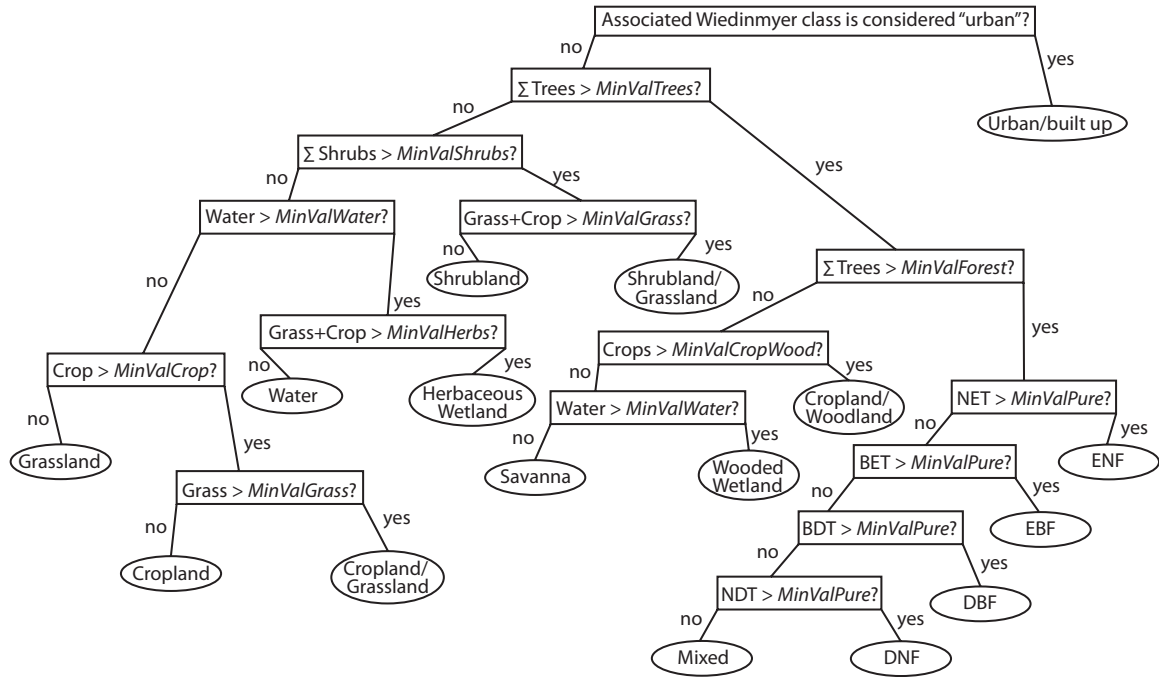 Associated Wiedinmyer class is considered “urban”?
no
yes
∑ Trees > MinValTrees?
no
yes
Urban/built up
∑ Shrubs > MinValShrubs?
no
yes
Water > MinValWater?
Grass+Crop > MinValGrass?
no
yes
no
yes
Shrubland
Shrubland/
Grassland
∑ Trees > MinValForest?
no
yes
Grass+Crop > MinValHerbs?
no
yes
Water
Herbaceous
Wetland
Crops > MinValCropWood?
no
yes
Cropland/
Woodland
Crop > MinValCrop?
no
yes
Grassland
Water > MinValWater?
no
yes
Savanna
Wooded
Wetland
NET > MinValPure?
no
yes
ENF
BET > MinValPure?
no
yes
EBF
Grass > MinValGrass?
no
yes
Cropland
Cropland/
Grassland
BDT > MinValPure?
no
yes
DBF
NDT > MinValPure?
no
yes
Mixed
DNF